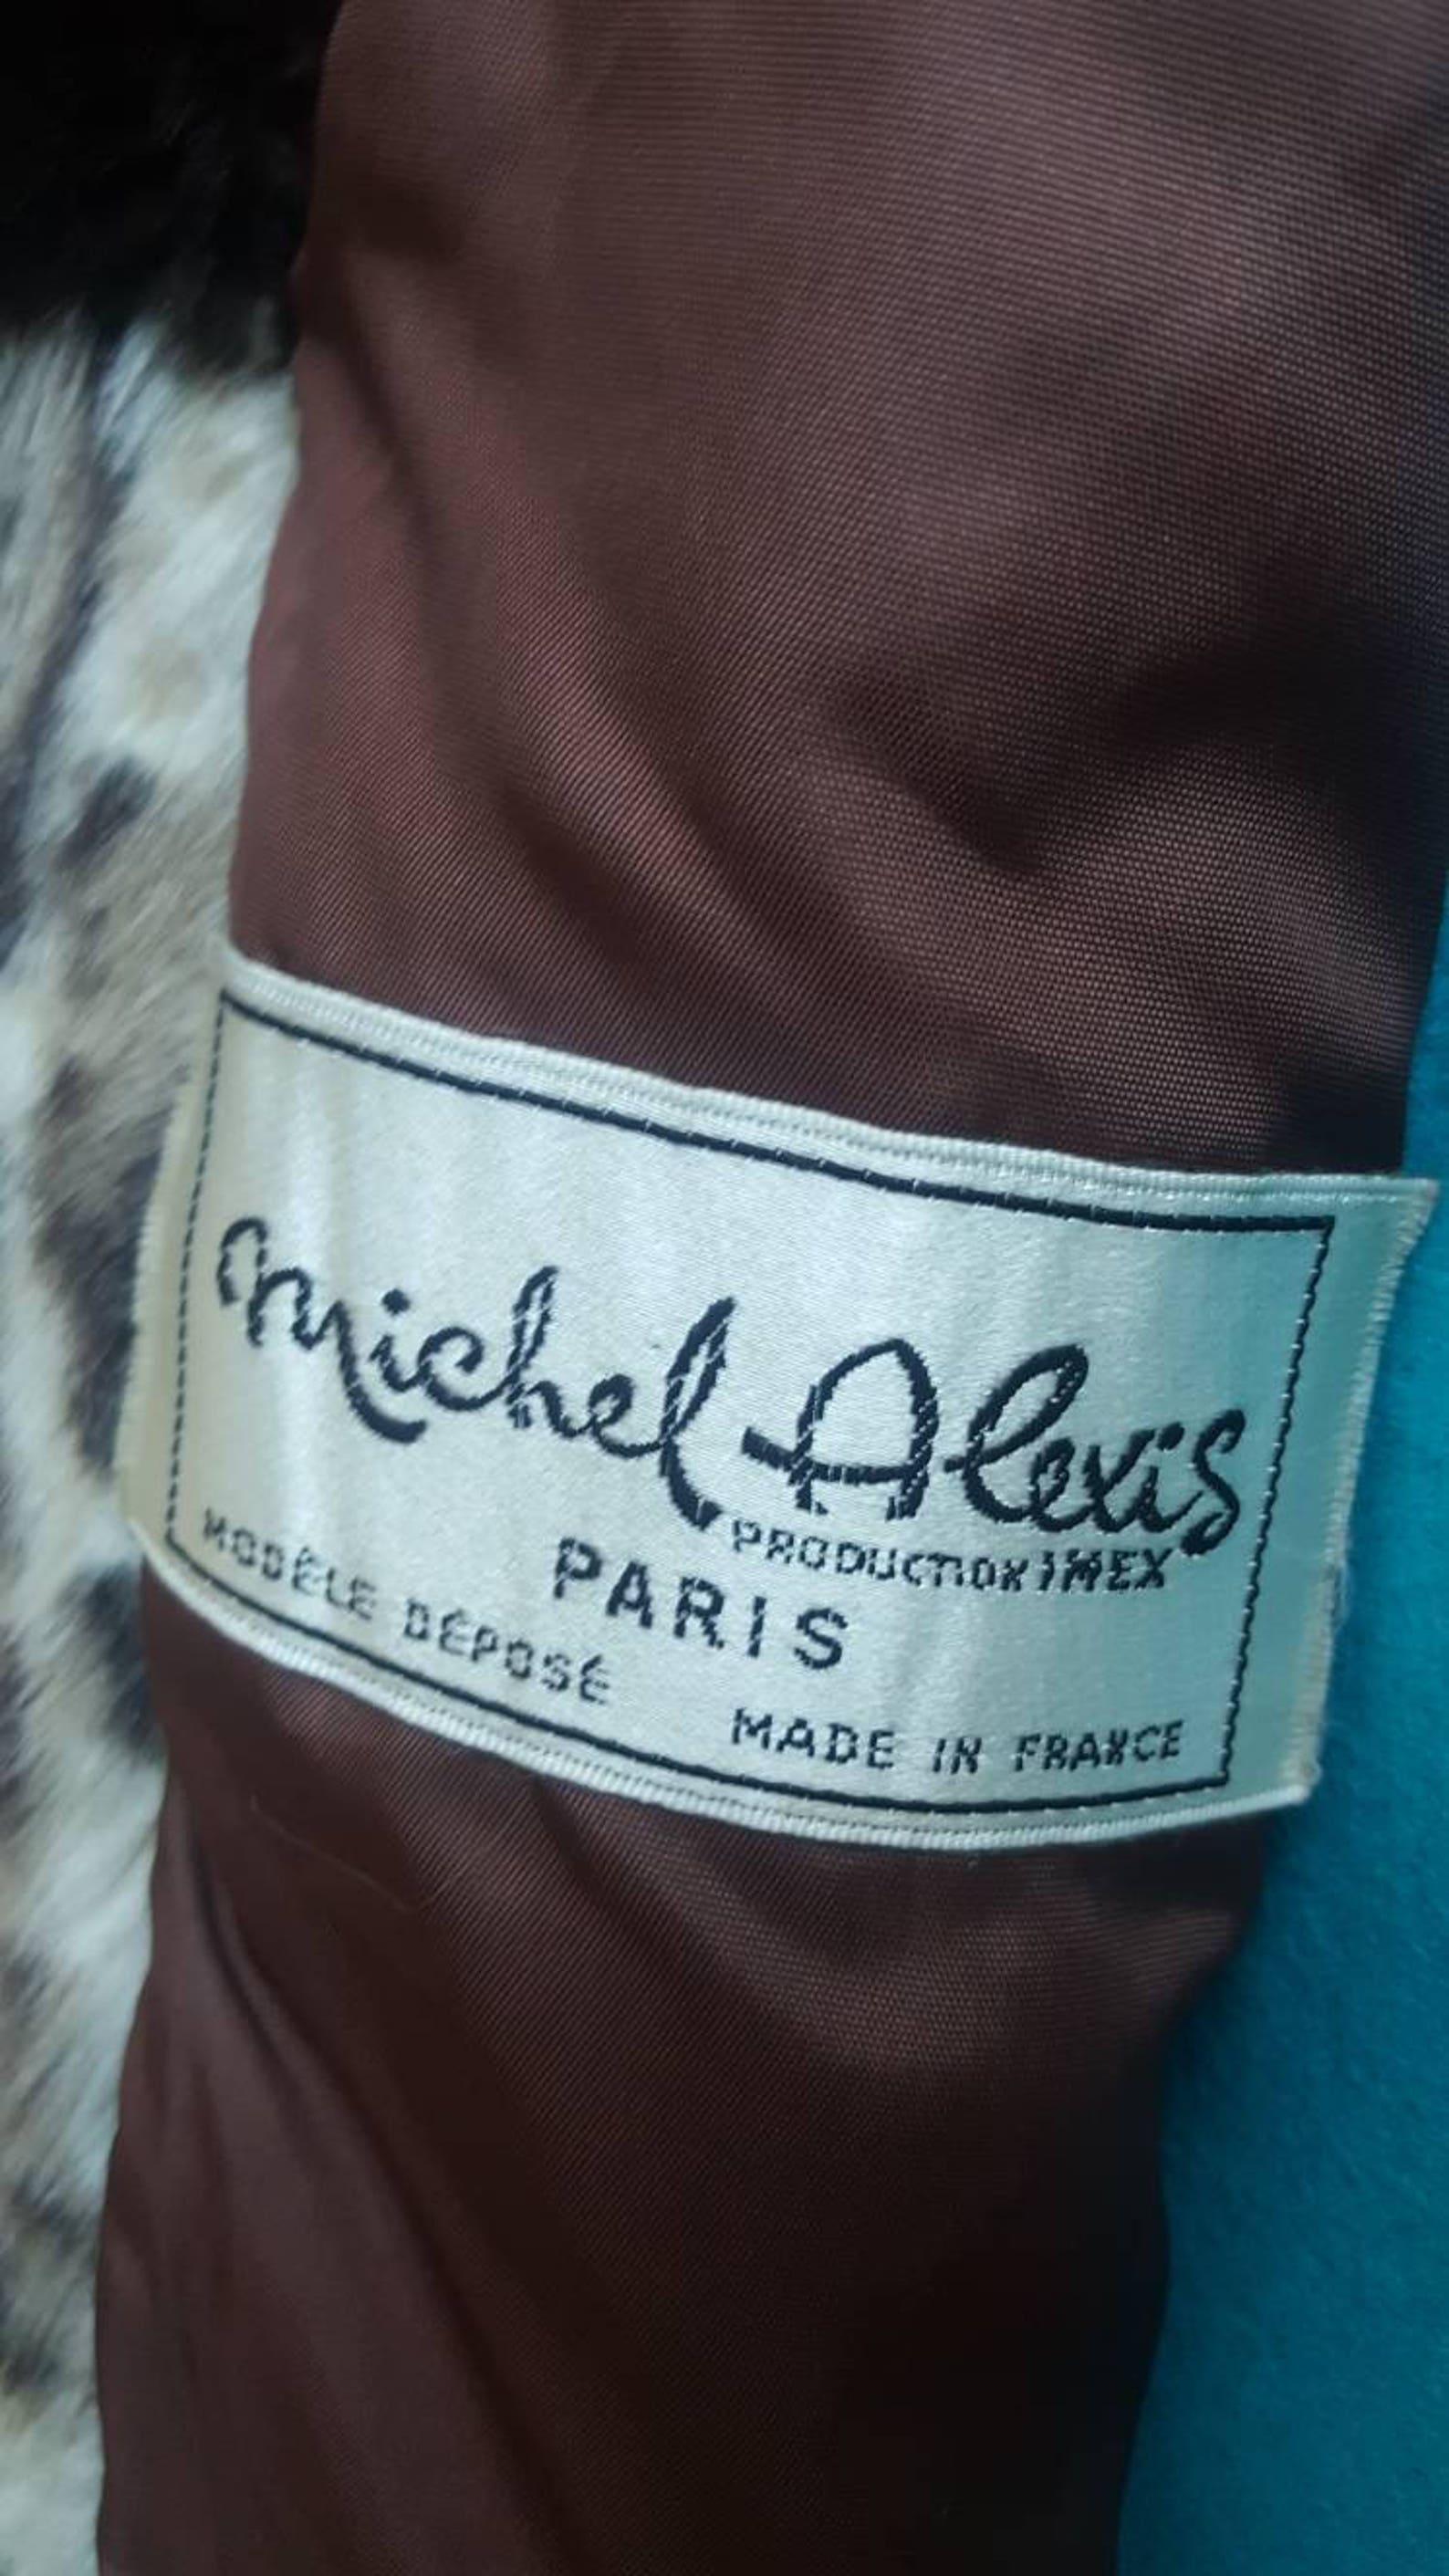 michel Alexis
PRODUCTION IMEX
PARIS
MODÈLE DÉPOSÉ
MADE IN FRANCE